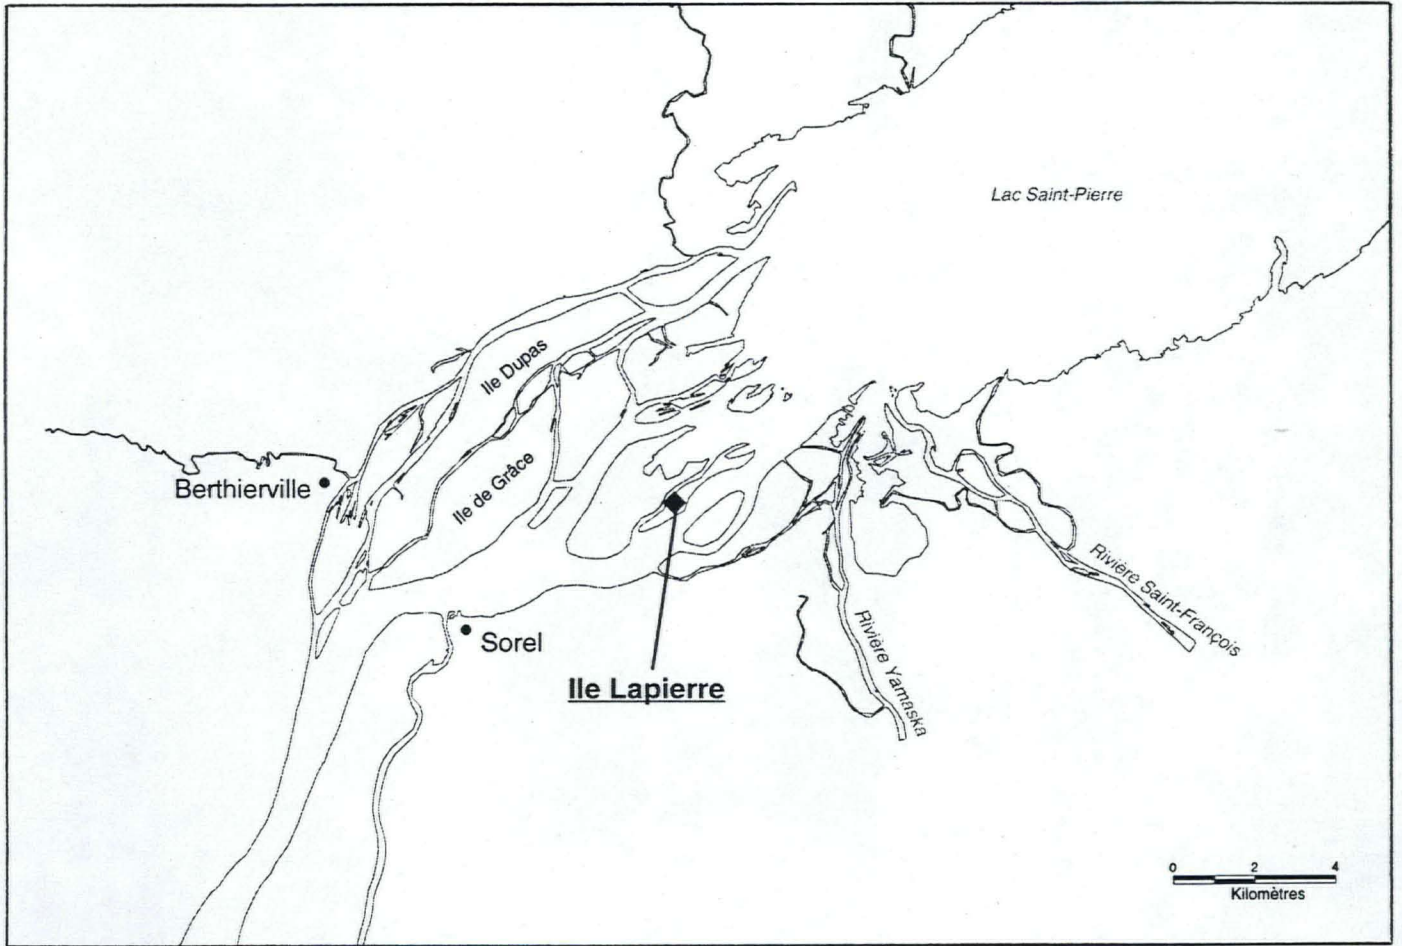 Lac Saint-Pierre
Ile Dupas
Berthierville
Ile de Grâce
Rivière Saint-François
Sorel
Rivière Yamaska
Ile Lapierre
0 2 4
Kilomètres